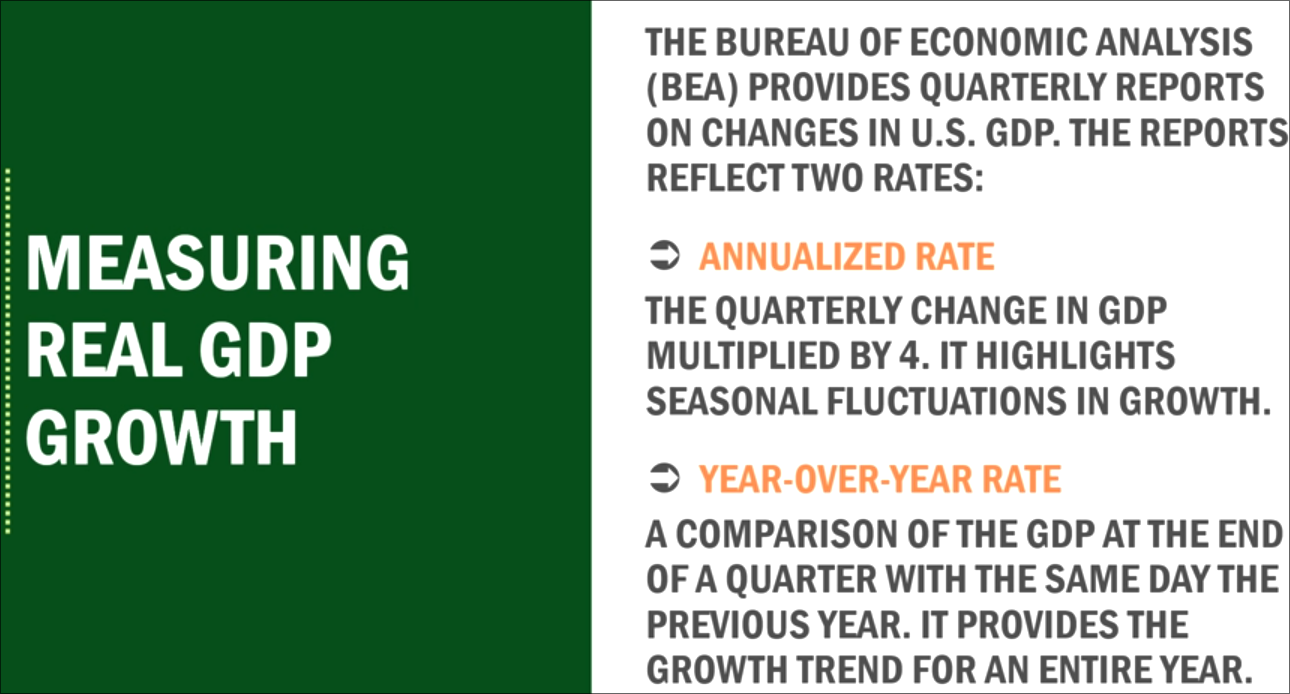 MEASURING
REAL GDP
GROWTH
THE BUREAU OF ECONOMIC ANALYSIS
(BEA) PROVIDES QUARTERLY REPORTS
ON CHANGES IN U.S. GDP. THE REPORTS
REFLECT TWO RATES:
➲ ANNUALIZED RATE
THE QUARTERLY CHANGE IN GDP
MULTIPLIED BY 4. IT HIGHLIGHTS
SEASONAL FLUCTUATIONS IN GROWTH.
➲ YEAR-OVER-YEAR RATE
A COMPARISON OF THE GDP AT THE END
OF A QUARTER WITH THE SAME DAY THE
PREVIOUS YEAR. IT PROVIDES THE
GROWTH TREND FOR AN ENTIRE YEAR.